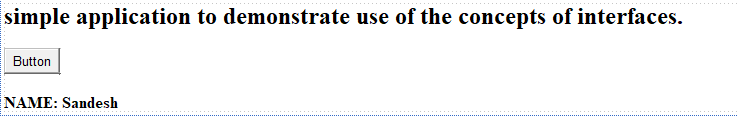 simple application to demonstrate use of the concepts of interfaces.
Button
NAME: Sandesh